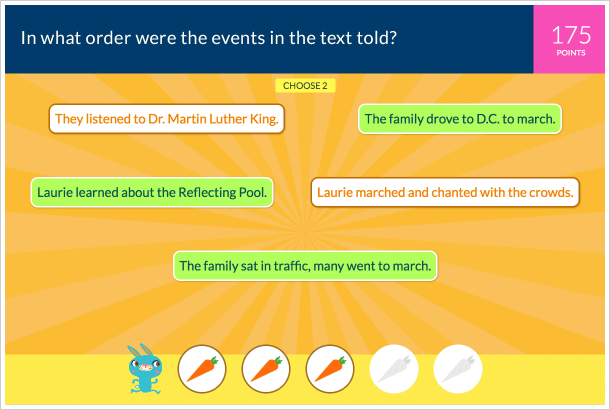 In what order were the events in the text told?
175
POINTS
CHOOSE 2
They listened to Dr. Martin Luther King.
The family drove to D.C. to march.
Laurie learned about the Reflecting Pool.
Laurie marched and chanted with the crowds.
The family sat in traffic, many went to march.